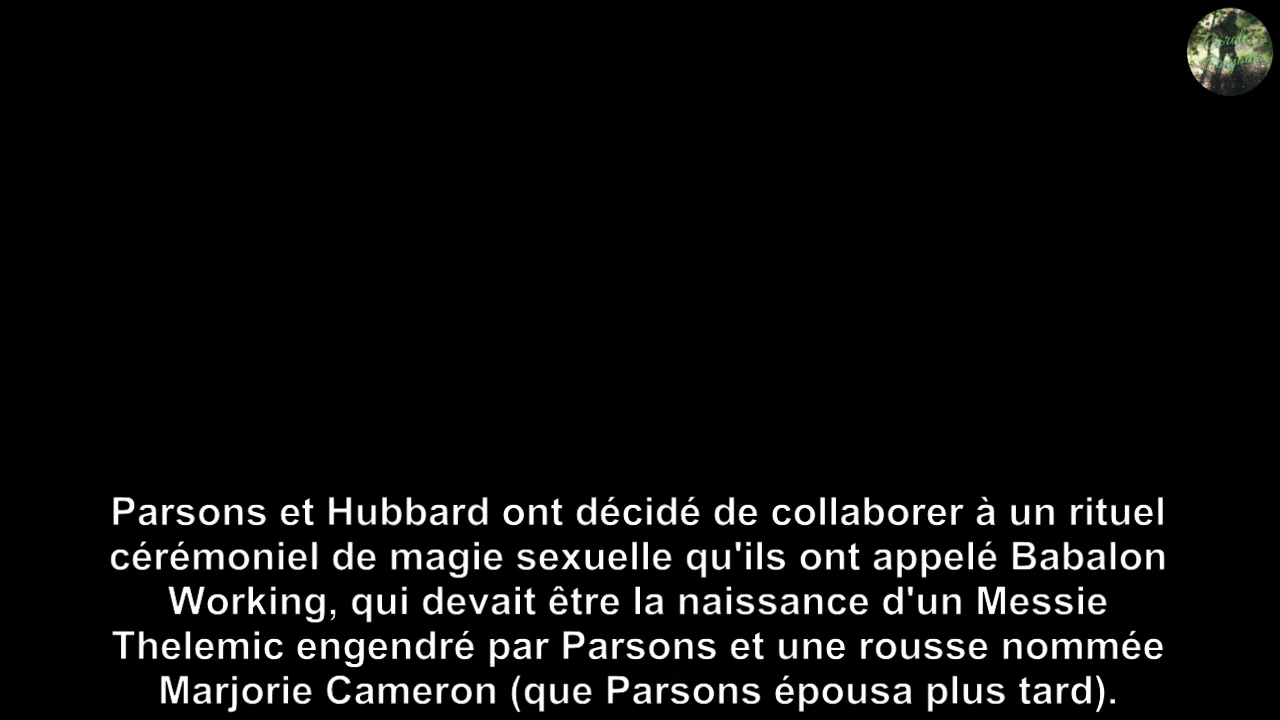 Parsons et Hubbard ont décidé de collaborer à un rituel
cérémoniel de magie sexuelle qu'ils ont appelé Babalon
Working, qui devait être la naissance d'un Messie
Thelemic engendré par Parsons et une rousse nommée
Marjorie Cameron (que Parsons épousa plus tard).